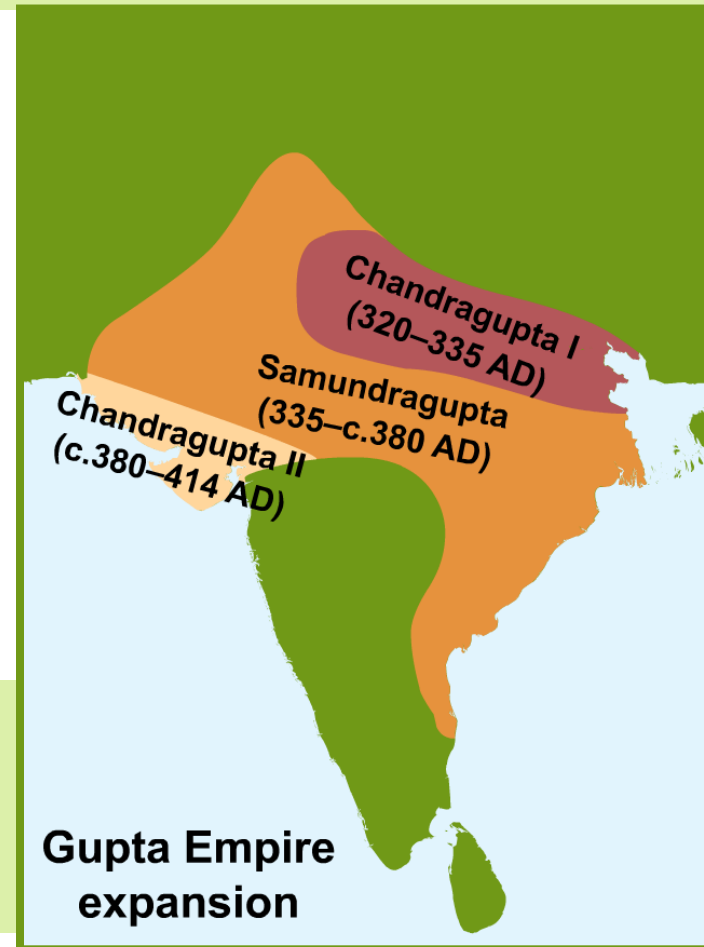 Chandragupta I
(320–335 AD)
Samundragupta
(335–c.380 AD)
Chandragupta II
(c.380–414 AD)
Gupta Empire
expansion